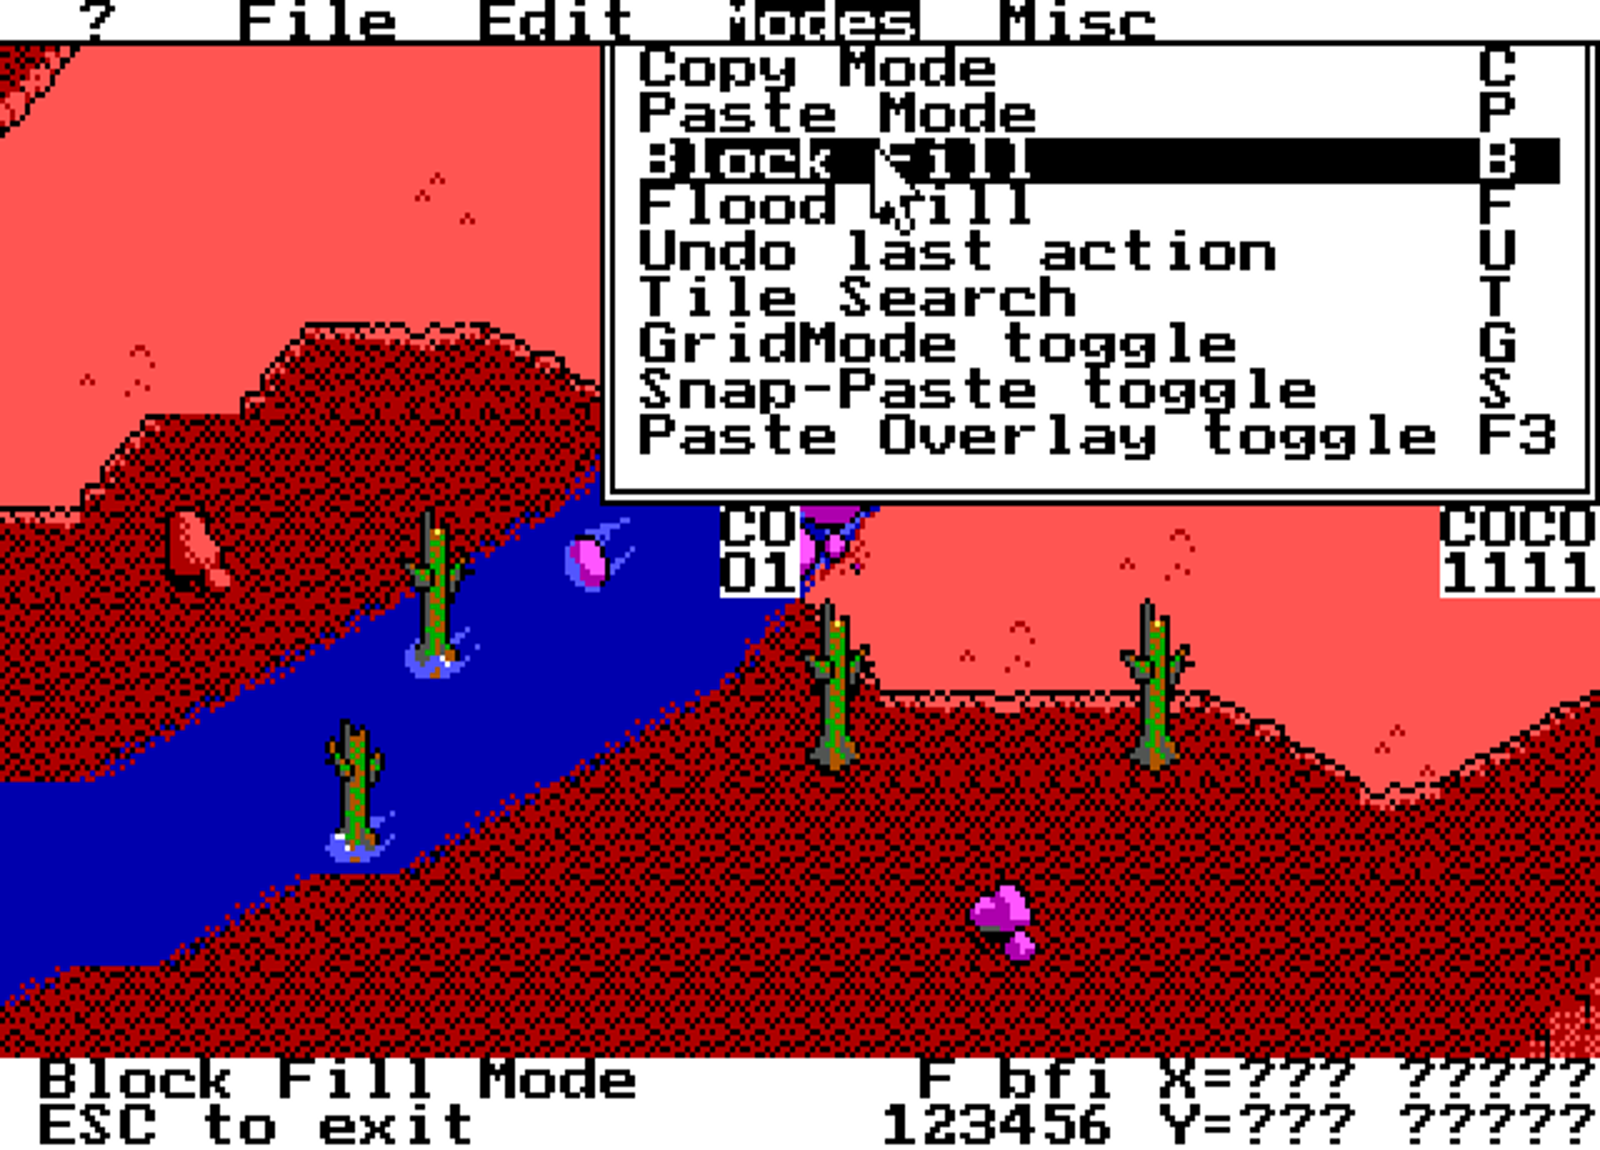 ? File Edit Modes Misc
Copy Mode C
Paste Mode P
Block Fill B
Flood Fill F
Undo last action U
Tile Search T
GridMode toggle G
Snap-Paste toggle S
Paste Overlay toggle F3
CO COCO
01 1111
Block Fill Mode F bfi X=??? ?????
ESC to exit 123456 Y=??? ?????